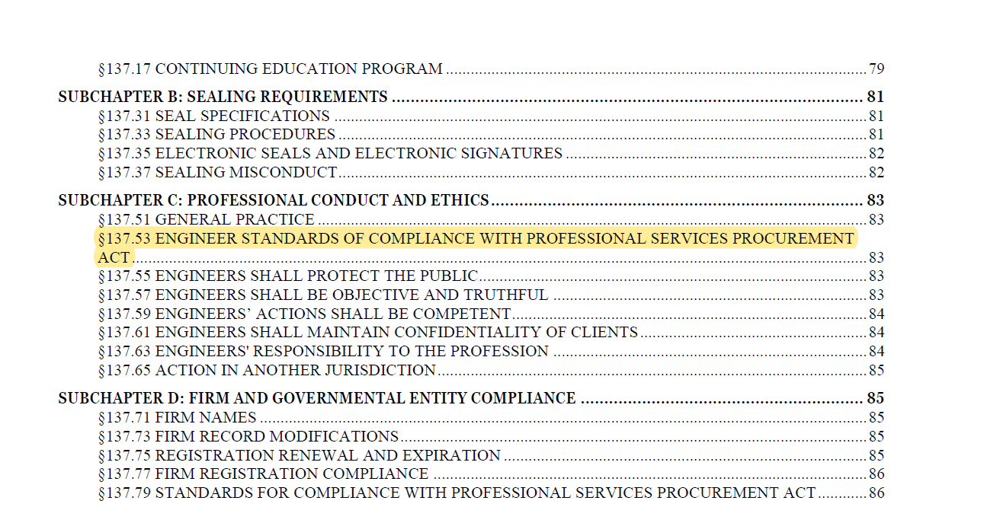 §137.17 CONTINUING EDUCATION PROGRAM ........................ 79
SUBCHAPTER B: SEALING REQUIREMENTS ........................ 81
§137.31 SEAL SPECIFICATIONS ........................ 81
§137.33 SEALING PROCEDURES ........................ 81
§137.35 ELECTRONIC SEALS AND ELECTRONIC SIGNATURES ........................ 82
§137.37 SEALING MISCONDUCT ........................ 82
SUBCHAPTER C: PROFESSIONAL CONDUCT AND ETHICS ........................ 83
§137.51 GENERAL PRACTICE ........................ 83
§137.53 ENGINEER STANDARDS OF COMPLIANCE WITH PROFESSIONAL SERVICES PROCUREMENT
ACT ........................ 83
§137.55 ENGINEERS SHALL PROTECT THE PUBLIC ........................ 83
§137.57 ENGINEERS SHALL BE OBJECTIVE AND TRUTHFUL ........................ 83
§137.59 ENGINEERS’ ACTIONS SHALL BE COMPETENT ........................ 84
§137.61 ENGINEERS SHALL MAINTAIN CONFIDENTIALITY OF CLIENTS ........................ 84
§137.63 ENGINEERS' RESPONSIBILITY TO THE PROFESSION ........................ 84
§137.65 ACTION IN ANOTHER JURISDICTION ........................ 85
SUBCHAPTER D: FIRM AND GOVERNMENTAL ENTITY COMPLIANCE ........................ 85
§137.71 FIRM NAMES ........................ 85
§137.73 FIRM RECORD MODIFICATIONS ........................ 85
§137.75 REGISTRATION RENEWAL AND EXPIRATION ........................ 85
§137.77 FIRM REGISTRATION COMPLIANCE ........................ 86
§137.79 STANDARDS FOR COMPLIANCE WITH PROFESSIONAL SERVICES PROCUREMENT ACT ............ 86